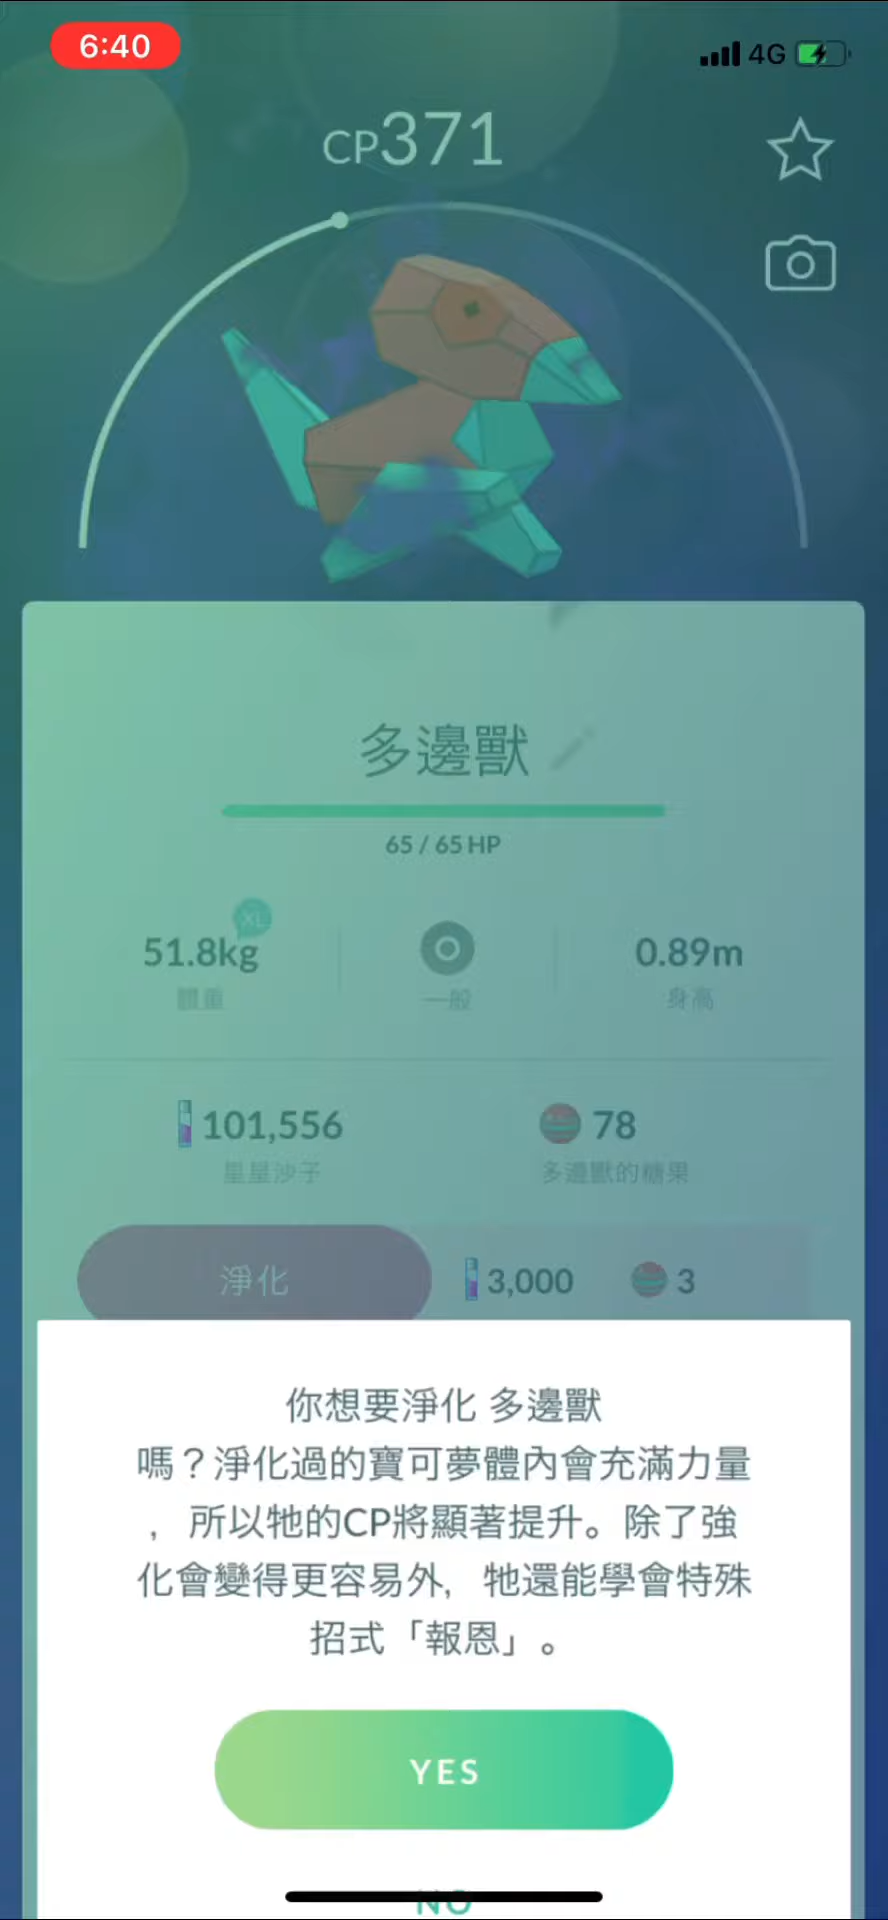 6:40
4G
CP371
多邊獸
65 / 65 HP
XL
51.8kg
0.89m
體重
一般
身高
101,556
78
星星沙子
多邊獸的糖果
淨化
3,000
3
你想要淨化 多邊獸
嗎？淨化過的寶可夢體內會充滿力量
，所以牠的CP將顯著提升。除了強
化會變得更容易外，牠還能學會特殊
招式「報恩」。
YES
NO